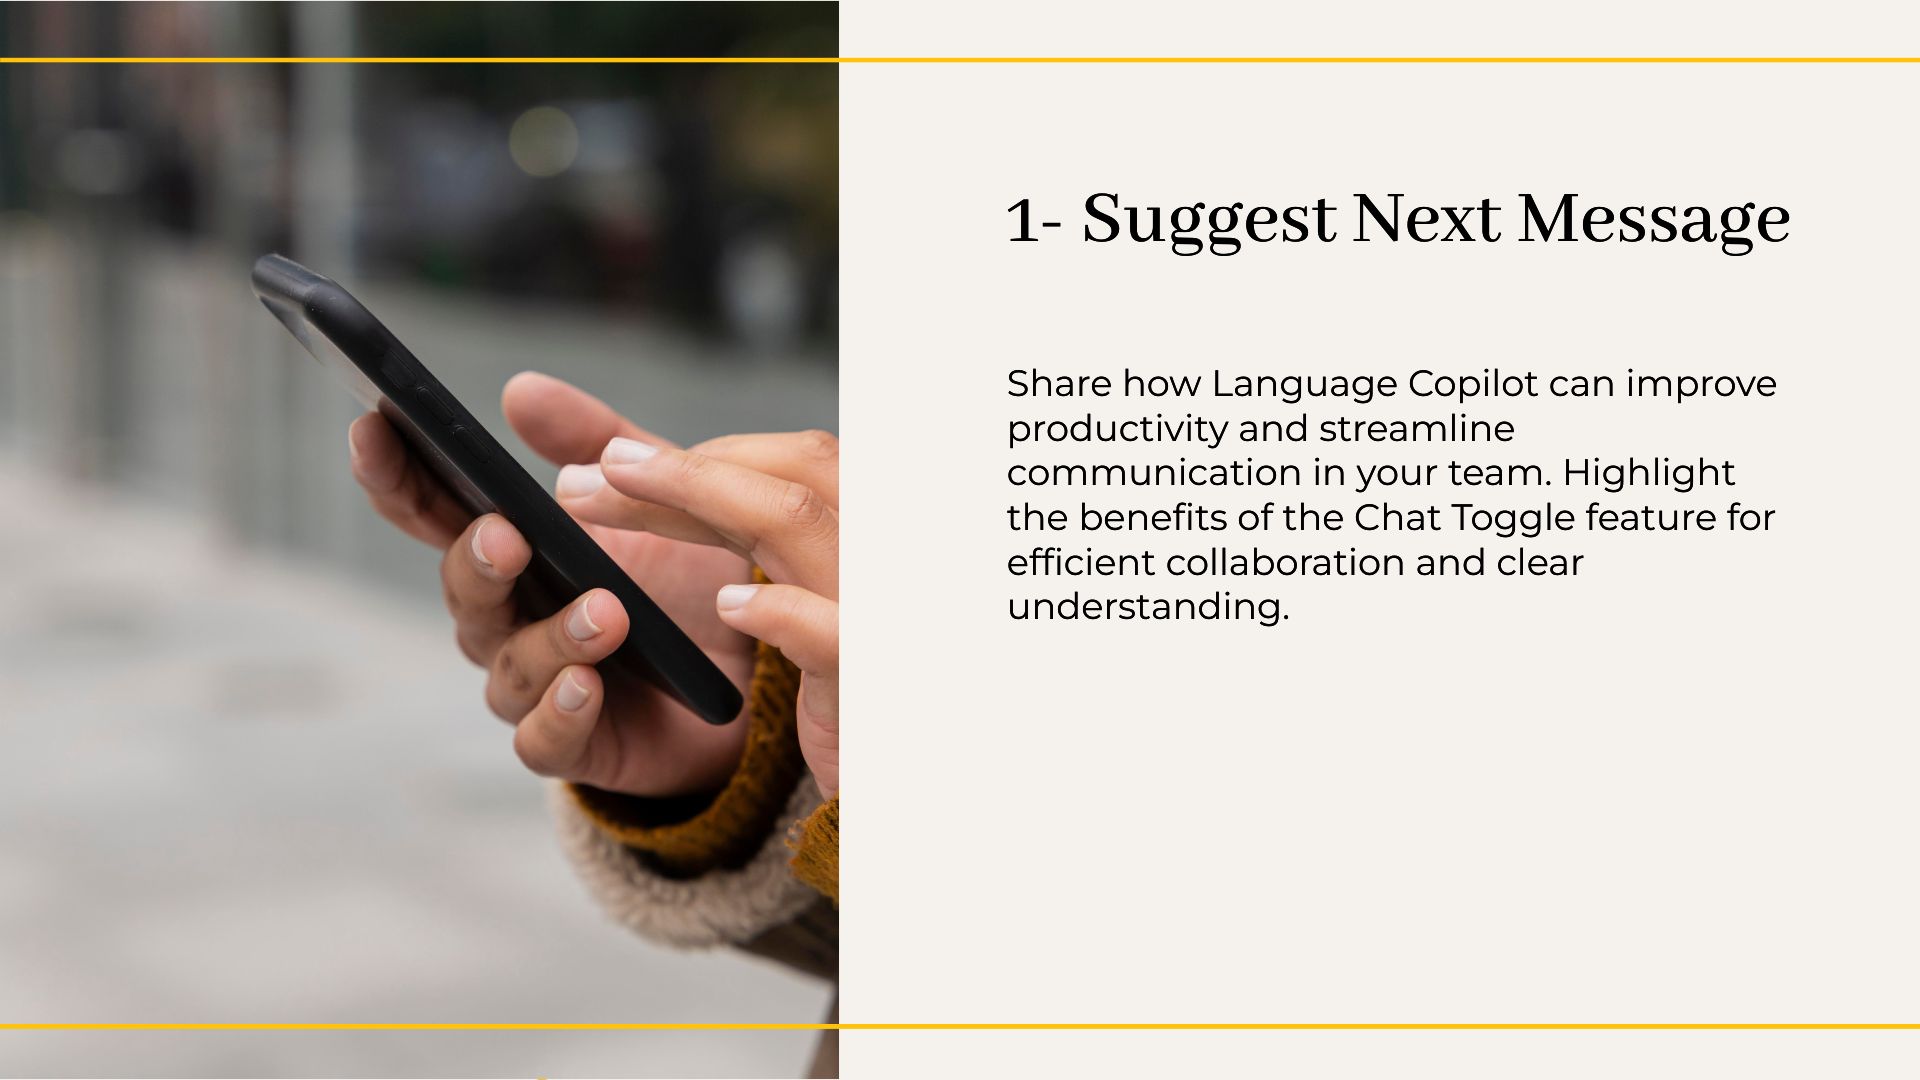 1- Suggest Next Message
Share how Language Copilot can improve
productivity and streamline
communication in your team. Highlight
the benefits of the Chat Toggle feature for
efficient collaboration and clear
understanding.